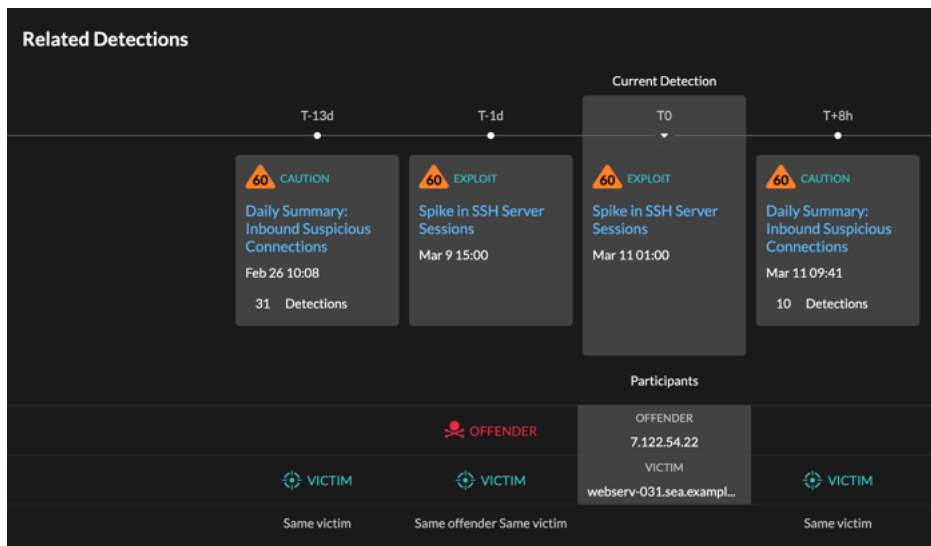 Related Detections
Current Detection
T-13d
T-1d
T0
T+8h
60 CAUTION
Daily Summary:
Inbound Suspicious
Connections
Feb 26 10:08
31 Detections
60 EXPLOIT
Spike in SSH Server
Sessions
Mar 9 15:00
60 EXPLOIT
Spike in SSH Server
Sessions
Mar 11 01:00
60 CAUTION
Daily Summary:
Inbound Suspicious
Connections
Mar 11 09:41
10 Detections
Participants
OFFENDER
OFFENDER
7.122.54.22
VICTIM
VICTIM
VICTIM
webserv-031.sea.exampl...
VICTIM
Same victim
Same offender Same victim
Same victim